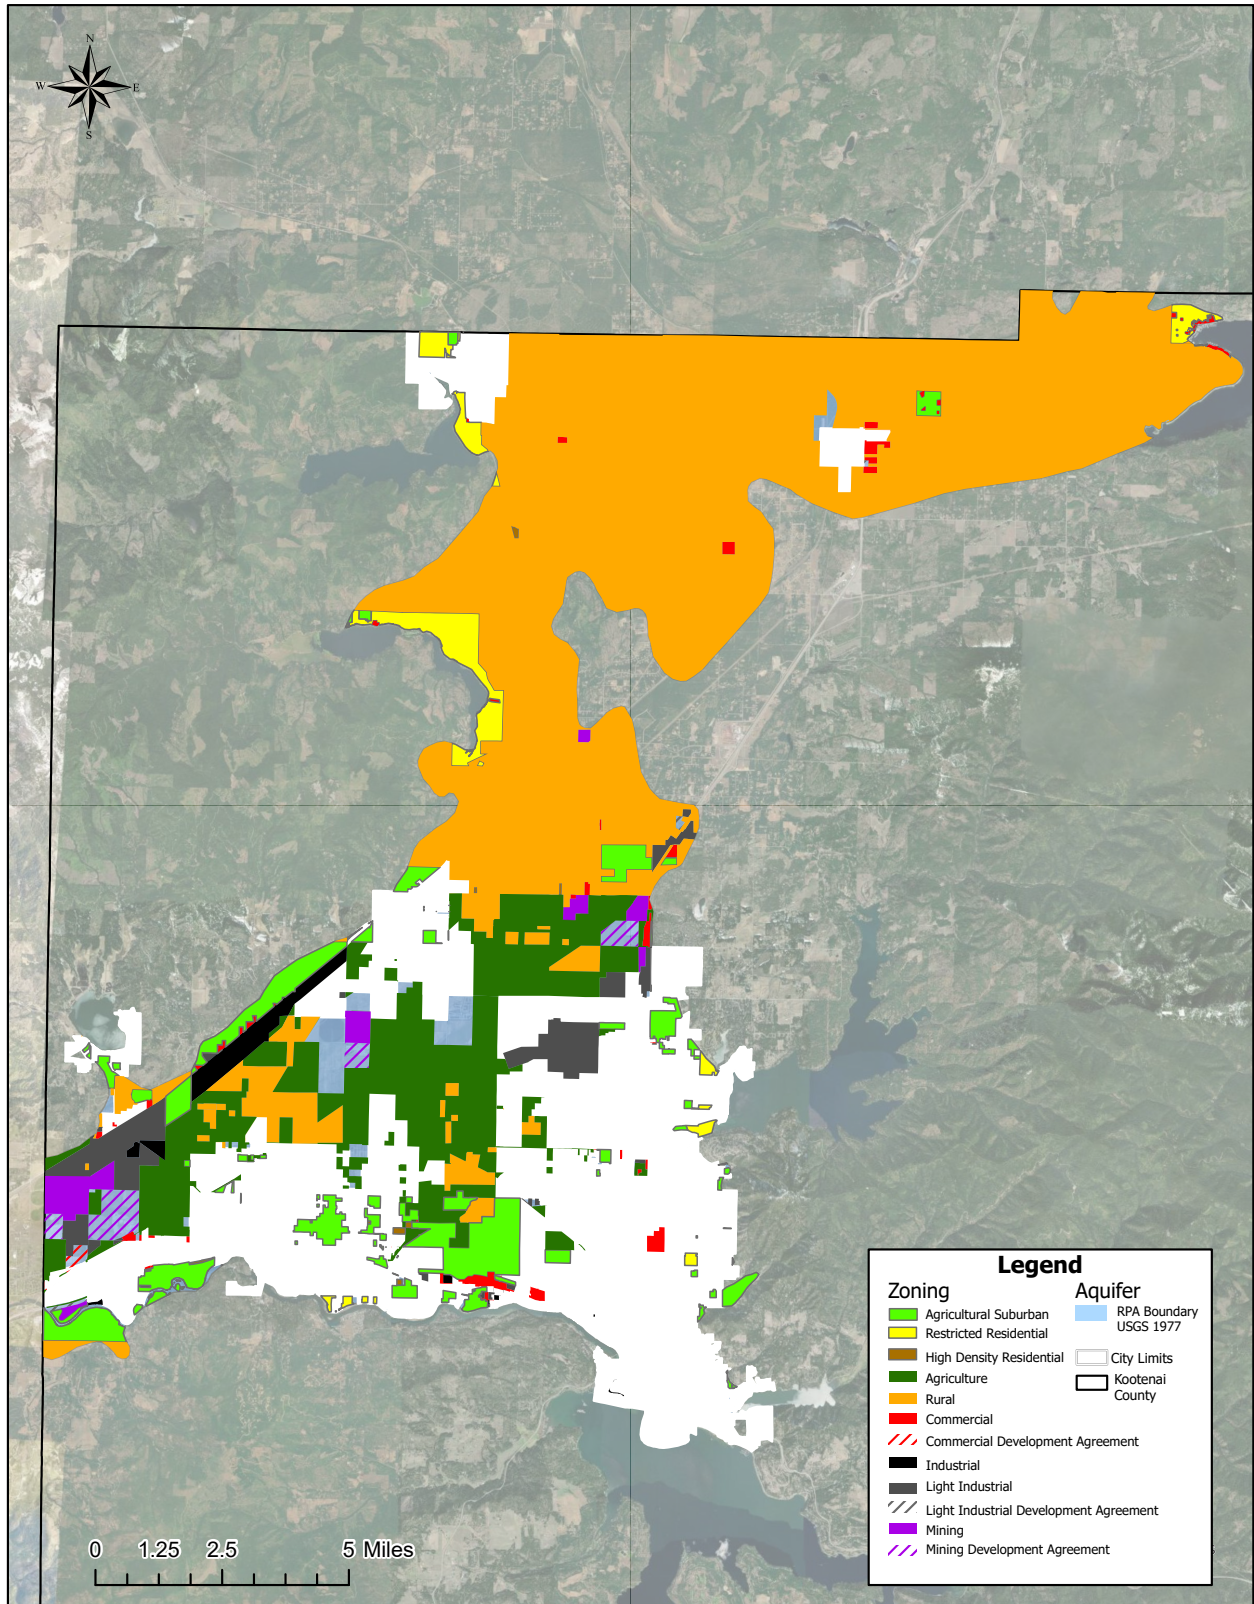 N
W E
S
Legend
Zoning
Agricultural Suburban
Restricted Residential
High Density Residential
Agriculture
Rural
Commercial
Commercial Development Agreement
Industrial
Light Industrial
Light Industrial Development Agreement
Mining
Mining Development Agreement
Aquifer
RPA Boundary
USGS 1977
City Limits
Kootenai
County
0 1.25 2.5 5 Miles